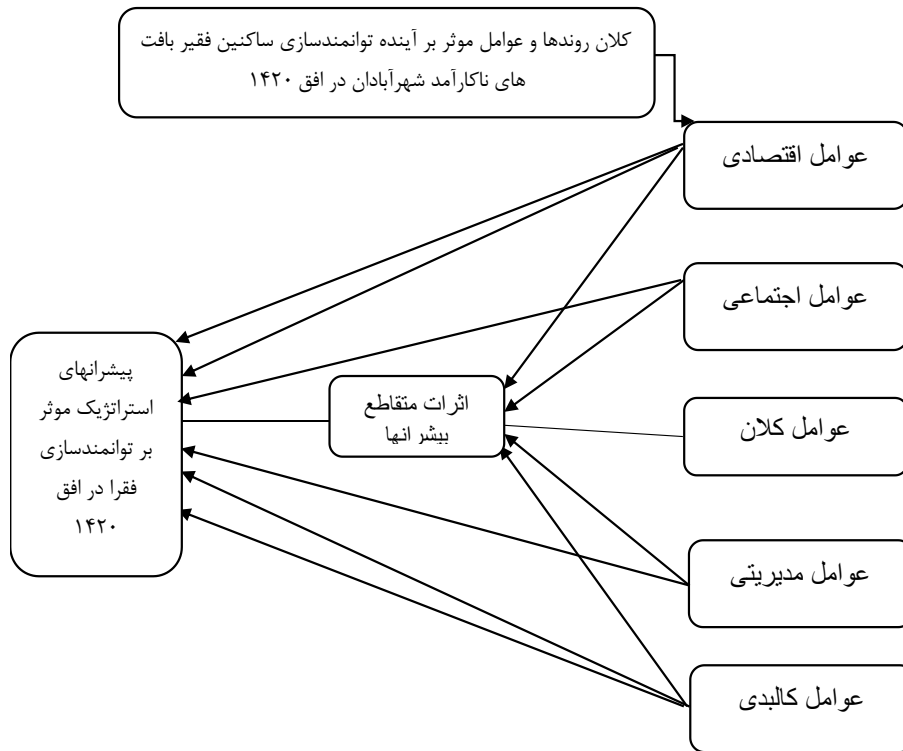 کلان روندها و عوامل موثر بر آینده توانمندسازی ساکنین فقیر بافت
های ناکارآمد شهرآبادان در افق ۱۴۲۰
عوامل اقتصادی
عوامل اجتماعی
عوامل کلان
عوامل مدیریتی
عوامل کالبدی
اثرات متقاطع
پیشرانها
پیشرانهای
استراتژیک موثر
بر توانمندسازی
فقرا در افق
۱۴۲۰